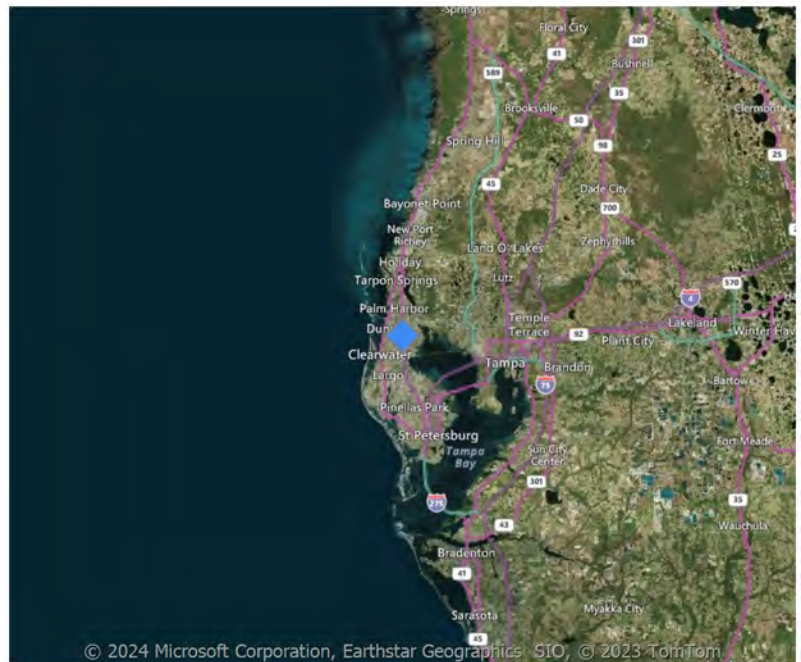 Springs
Floral City
301
41
Bushnell
589
35
Brooksville
Clermont
50
98
Spring Hill
25
45
Dade City
Bayonet Point
700
New Port
Richey
Land O' Lakes
Zephyrhills
Holiday
Lutz
Tarpon Springs
570
4
Palm Harbor
Temple
Terrace
92
Lakeland
Plant City
Winter
Clearwater
Tampa
Brandon
Largo
75
Bartow
Pinellas Park
St Petersburg
Fort Meade
Tampa
Bay
Sun City
Center
301
35
275
43
Wauchula
Bradenton
41
Myakka City
Sarasota
45
© 2024 Microsoft Corporation, Earthstar Geographics SIO, © 2023 TomTom